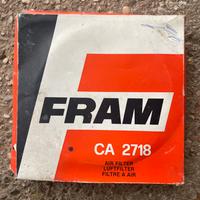 FRAM
CA 2718
AIR FILTER
LUFTFILTER
FILTRE A AIR